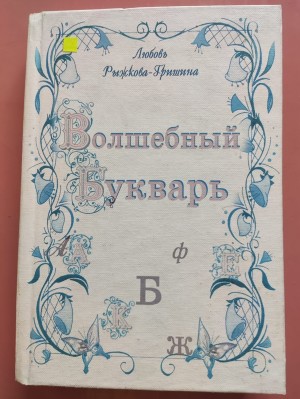 Любовь
Рыжкова-Гришина
Волшебный
Букварь
А Д Ф Б
Б
К Ж